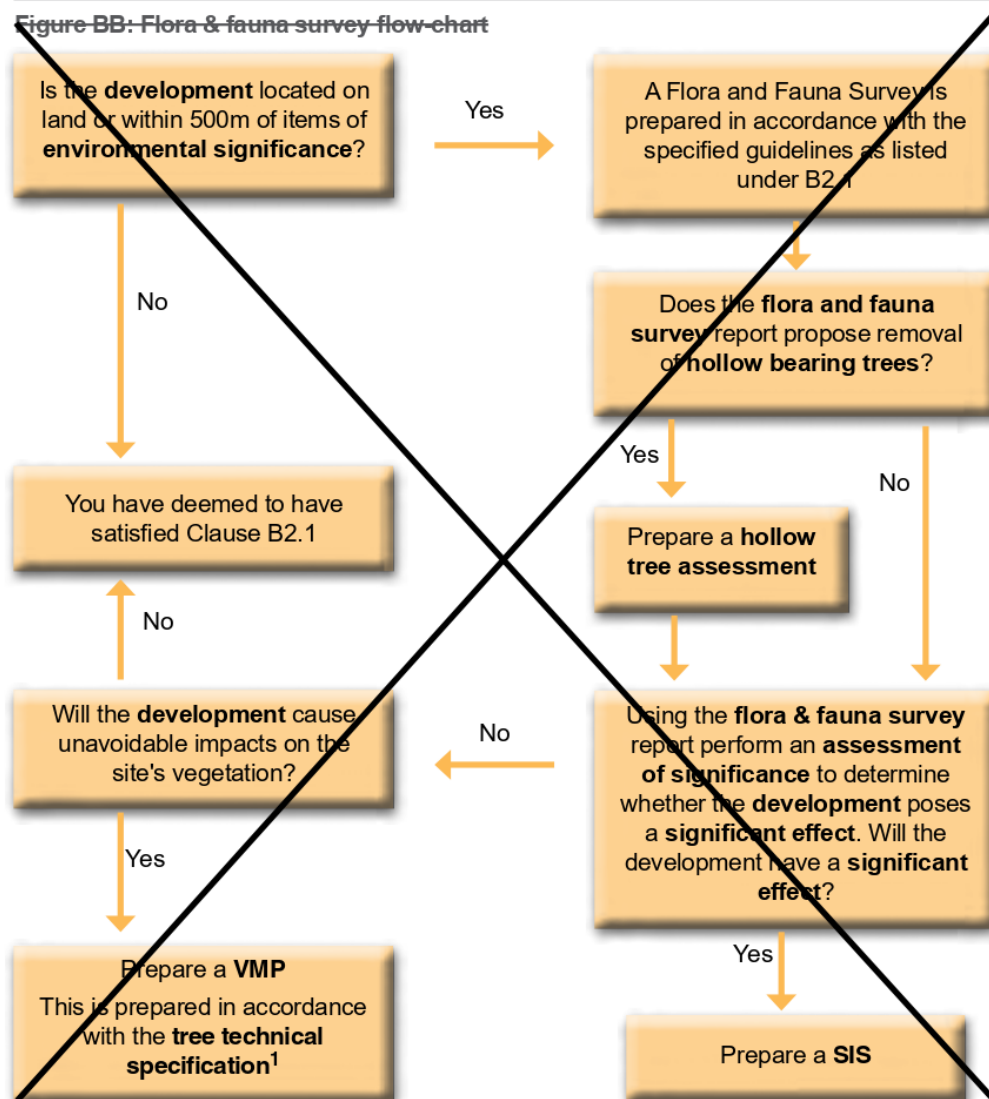 Figure BB: Flora & fauna survey flow-chart
Is the development located on
land or within 500m of items of
environmental significance?
Yes
A Flora and Fauna Survey is
prepared in accordance with the
specified guidelines as listed
under B2.1
No
Does the flora and fauna
survey report propose removal
of hollow bearing trees?
Yes
No
You have deemed to have
satisfied Clause B2.1
Prepare a hollow
tree assessment
No
Will the development cause
unavoidable impacts on the
site's vegetation?
No
Using the flora & fauna survey
report perform an assessment
of significance to determine
whether the development poses
a significant effect. Will the
development have a significant
effect?
Yes
Yes
Prepare a VMP
This is prepared in accordance
with the tree technical
specification1
Prepare a SIS